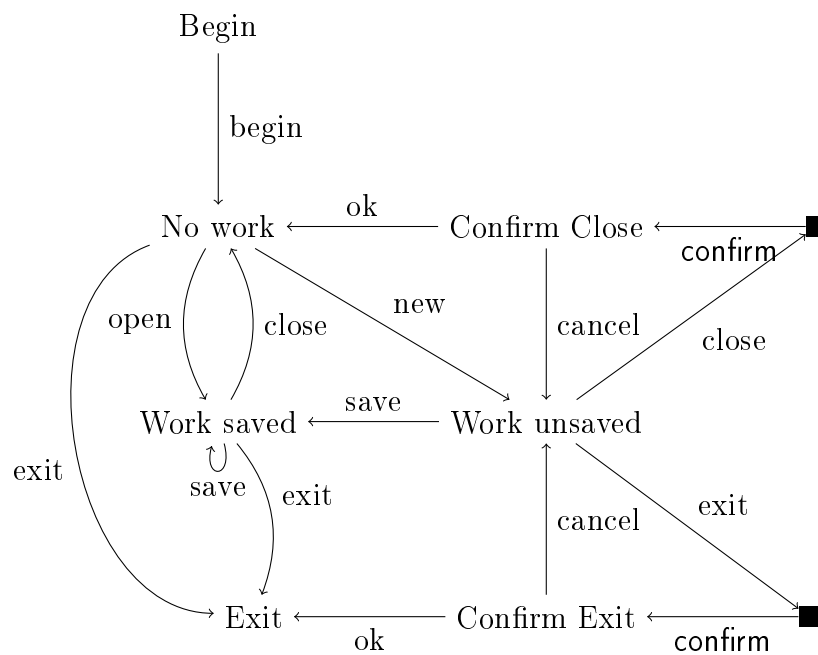 Begin
begin
ok
No work
Confirm Close
confirm
new
open
close
cancel
close
save
Work saved
Work unsaved
exit
save
exit
exit
cancel
Exit
Confirm Exit
ok
confirm